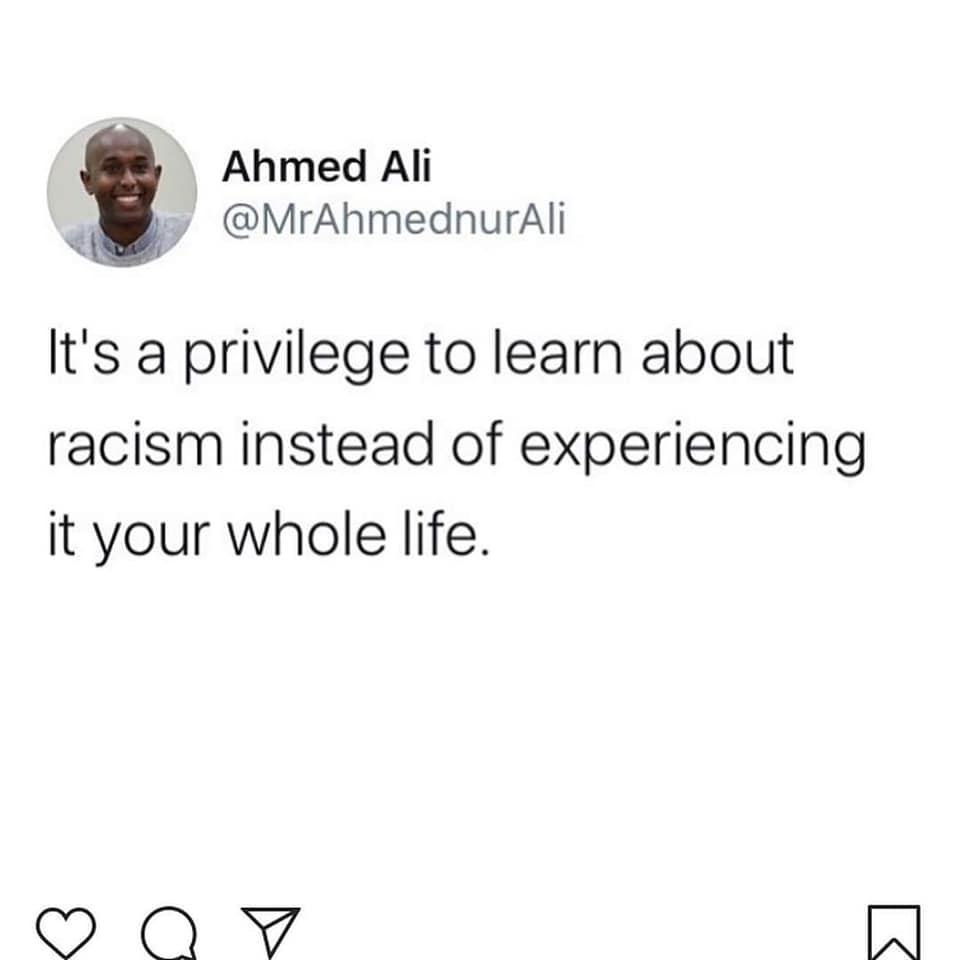 Ahmed Ali
@MrAhmednurAli
It's a privilege to learn about
racism instead of experiencing
it your whole life.